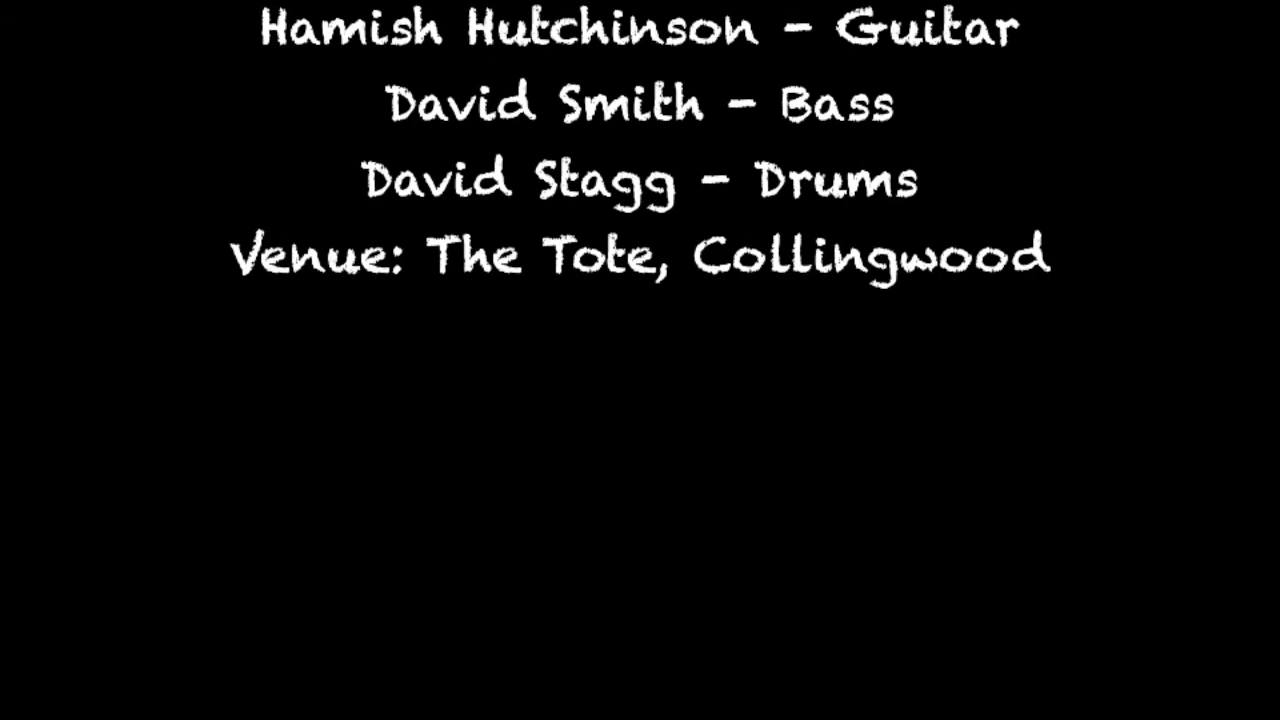 Hamish Hutchinson - Guitar
David Smith - Bass
David Stagg - Drums
Venue: The Tote, Collingwood